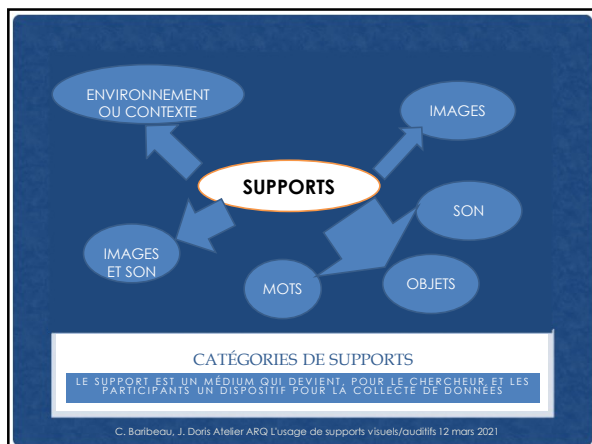 ENVIRONNEMENT
OU CONTEXTE
IMAGES
SUPPORTS
SON
IMAGES
ET SON
MOTS
OBJETS
CATÉGORIES DE SUPPORTS
LE SUPPORT EST UN MÉDIUM QUI DEVIENT, POUR LE CHERCHEUR ET LES
PARTICIPANTS UN DISPOSITIF POUR LA COLLECTE DE DONNÉES
C. Baribeau, J. Doris Atelier ARQ L'usage de supports visuels/auditifs 12 mars 2021